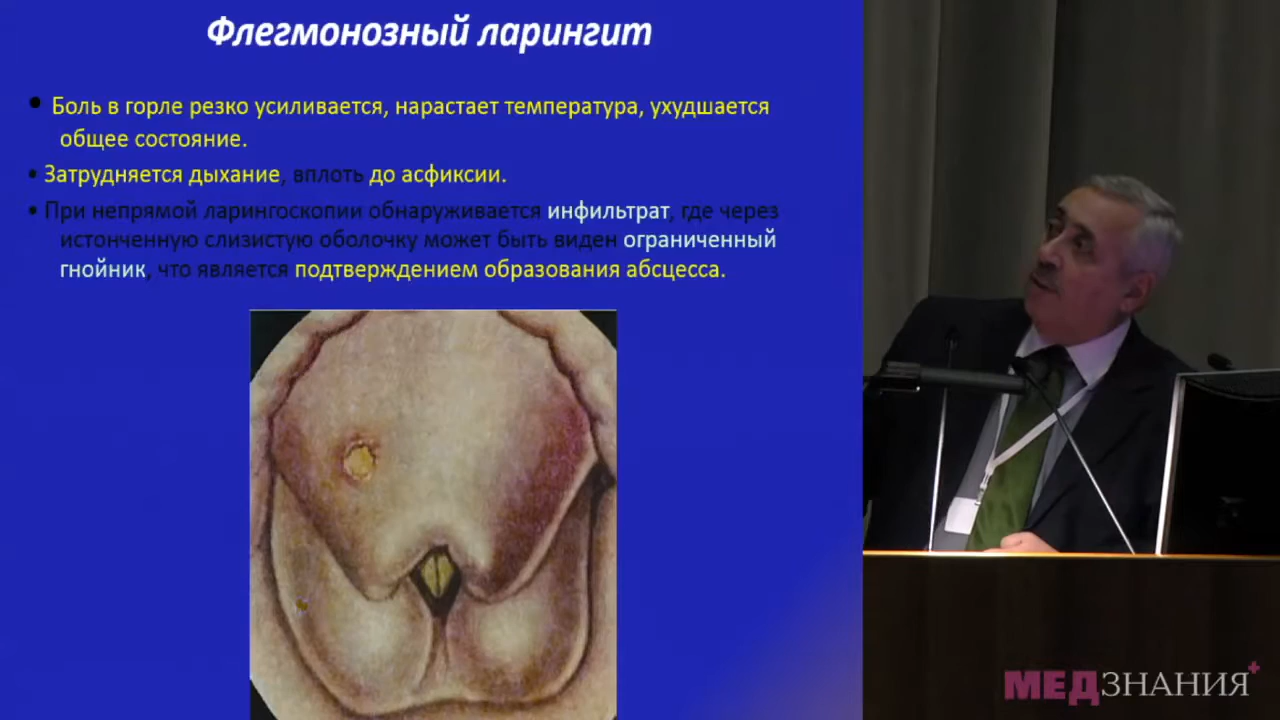 Флегмонозный ларингит
• Боль в горле резко усиливается, нарастает температура, ухудшается
общее состояние.
• Затрудняется дыхание, вплоть до асфиксии.
• При непрямой ларингоскопии обнаруживается инфильтрат, где через
истонченную слизистую оболочку может быть виден ограниченный
гнойник, что является подтверждением образования абсцесса.
МЕДЗНАНИЯ+